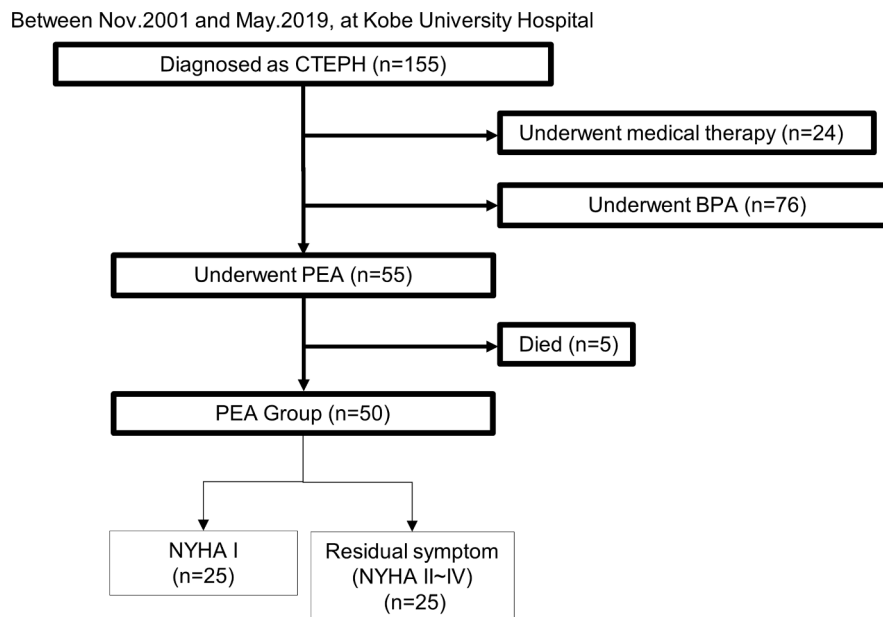 Between Nov.2001 and May.2019, at Kobe University Hospital
Diagnosed as CTEPH (n=155)
Underwent medical therapy (n=24)
Underwent BPA (n=76)
Underwent PEA (n=55)
Died (n=5)
PEA Group (n=50)
NYHA I
(n=25)
Residual symptom
(NYHA II~IV)
(n=25)